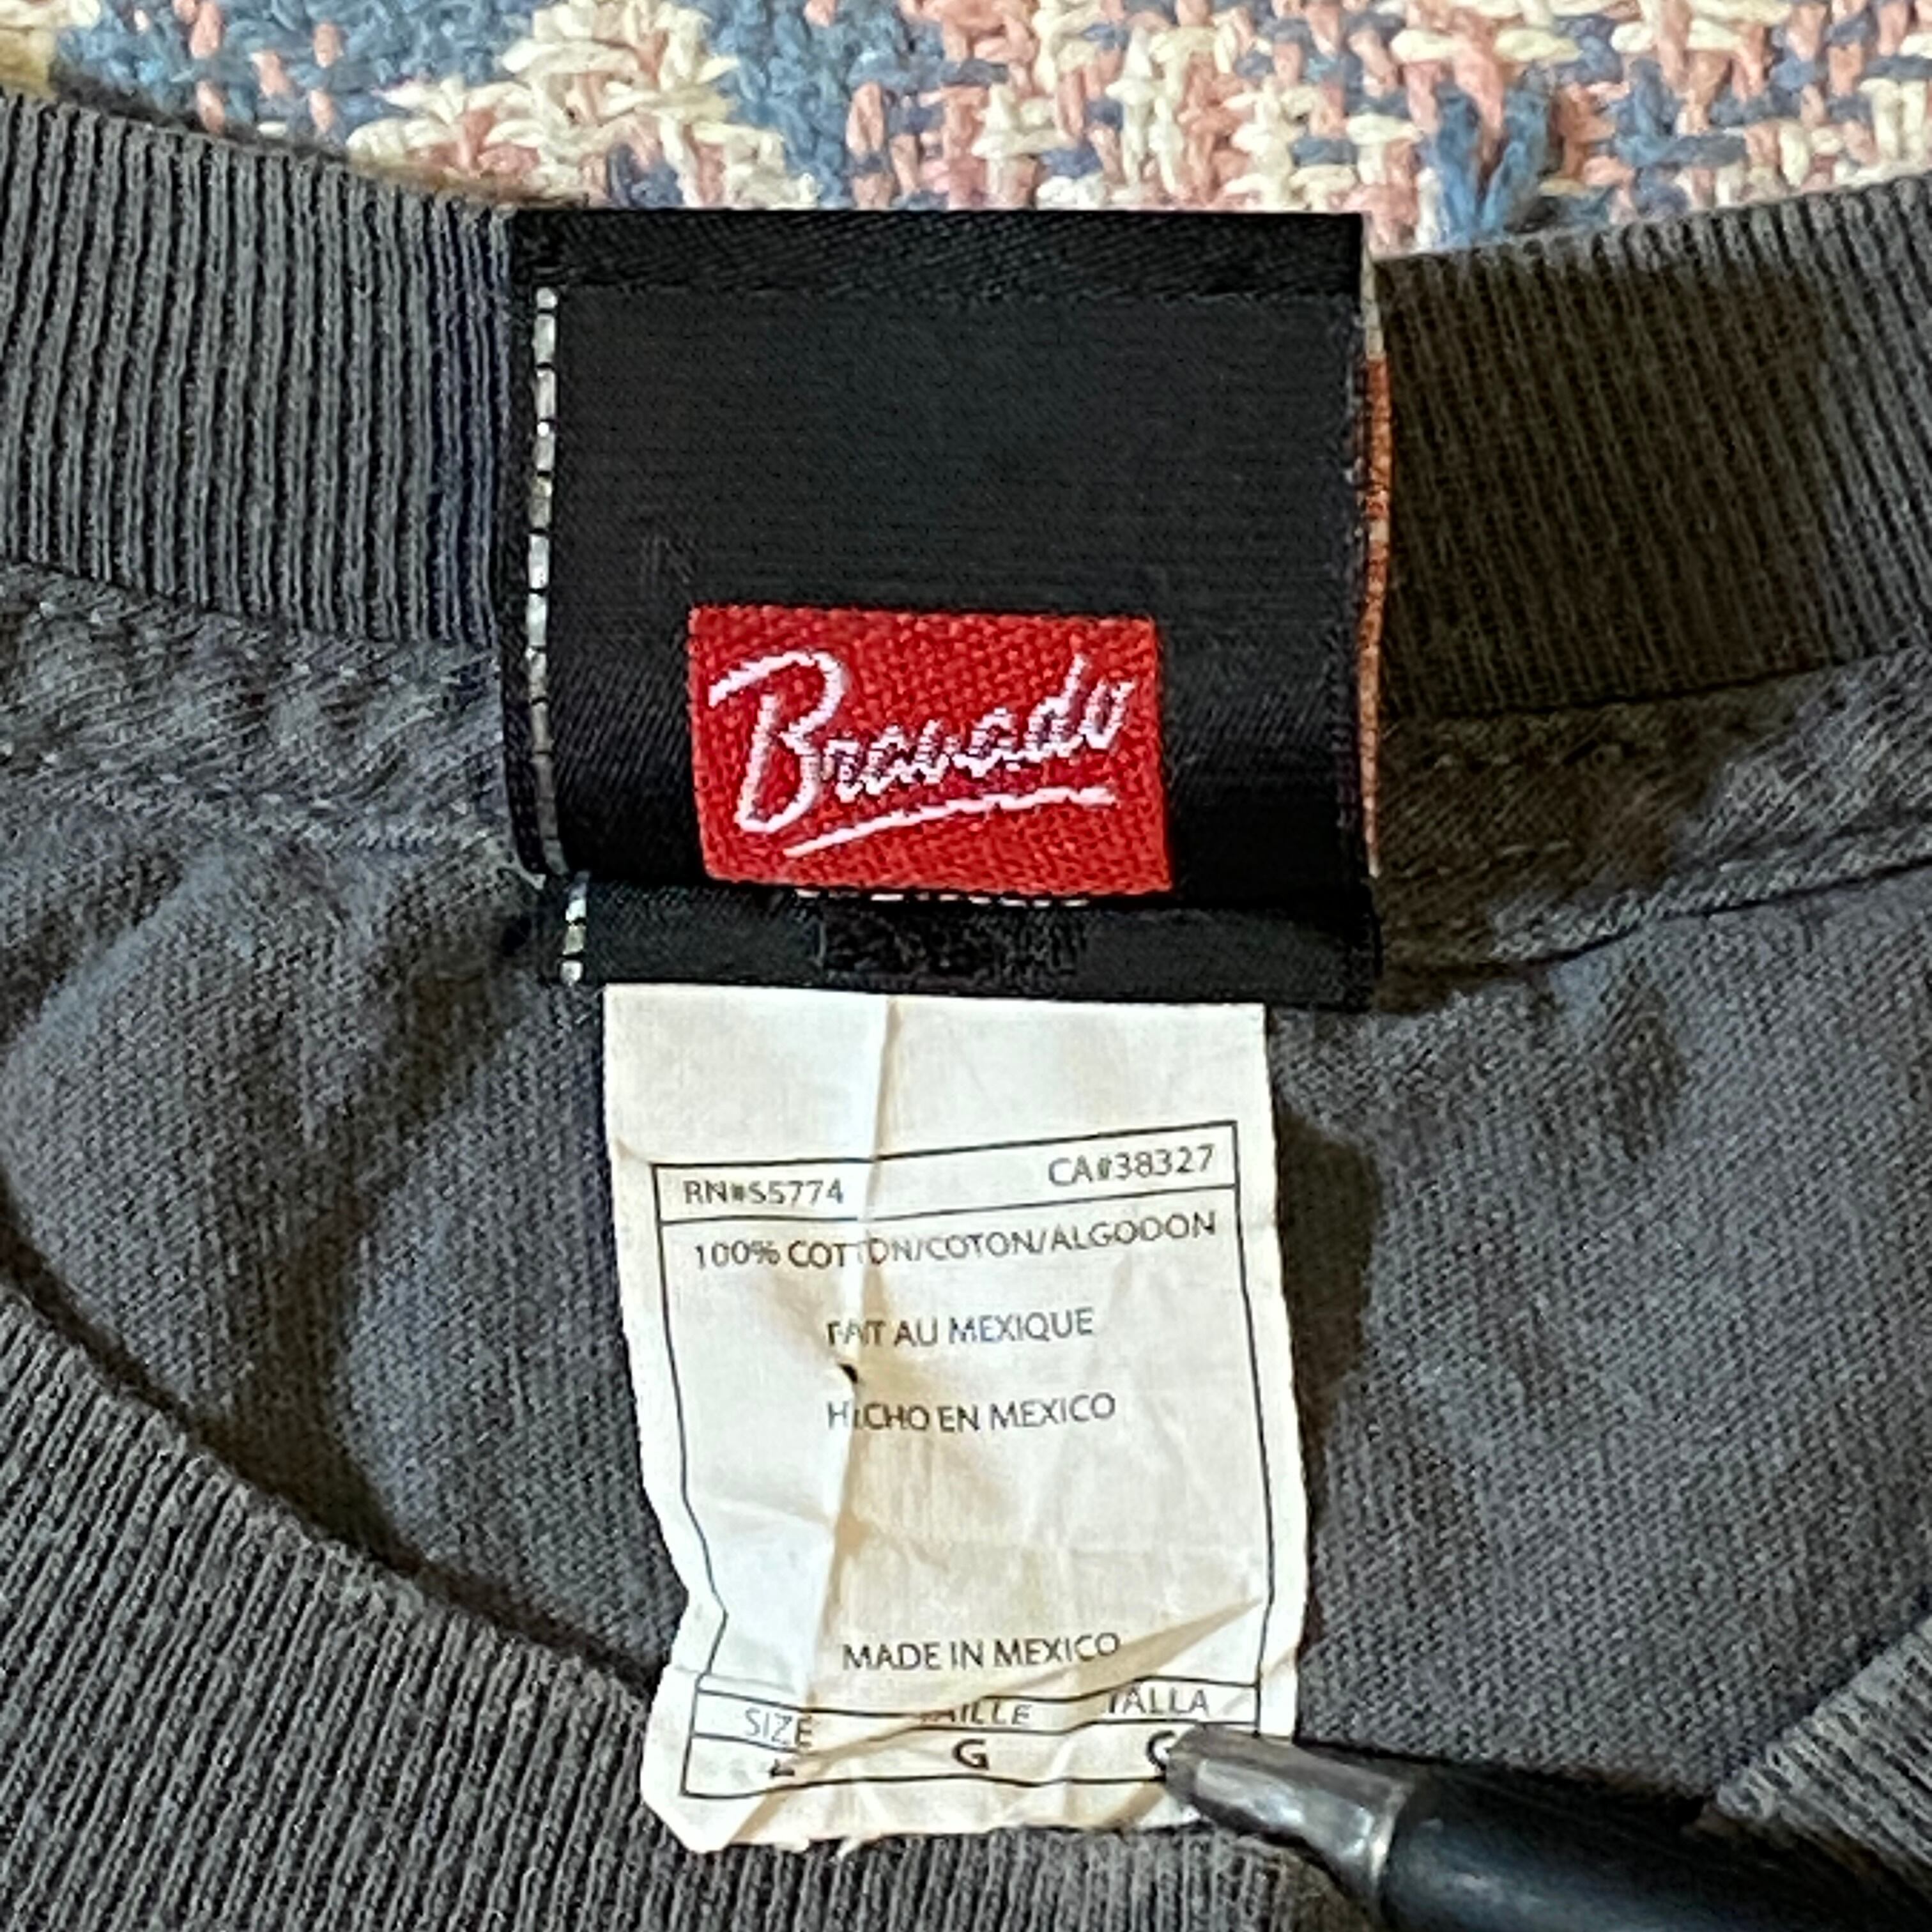 Bravado
RN#55774 CA#38327
100% COTTON/COTON/ALGODON
FAIT AU MEXIQUE
HECHO EN MEXICO
MADE IN MEXICO
SIZE TAILLE TALLA
G G